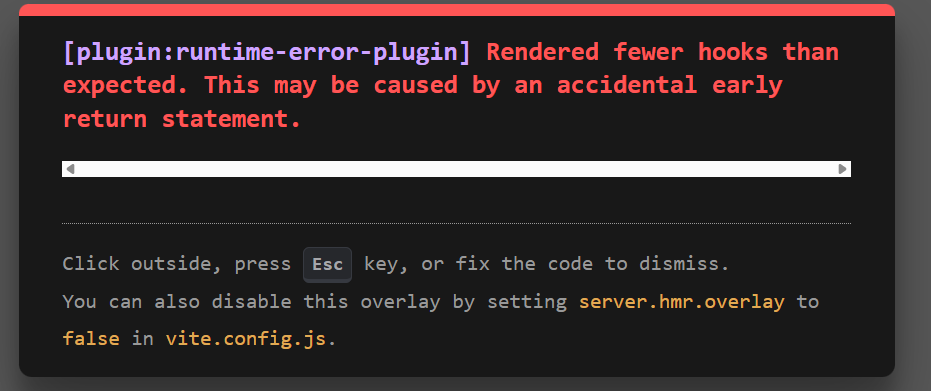 [plugin:runtime-error-plugin] Rendered fewer hooks than
expected. This may be caused by an accidental early
return statement.
Click outside, press Esc key, or fix the code to dismiss.
You can also disable this overlay by setting server.hmr.overlay to
false in vite.config.js.